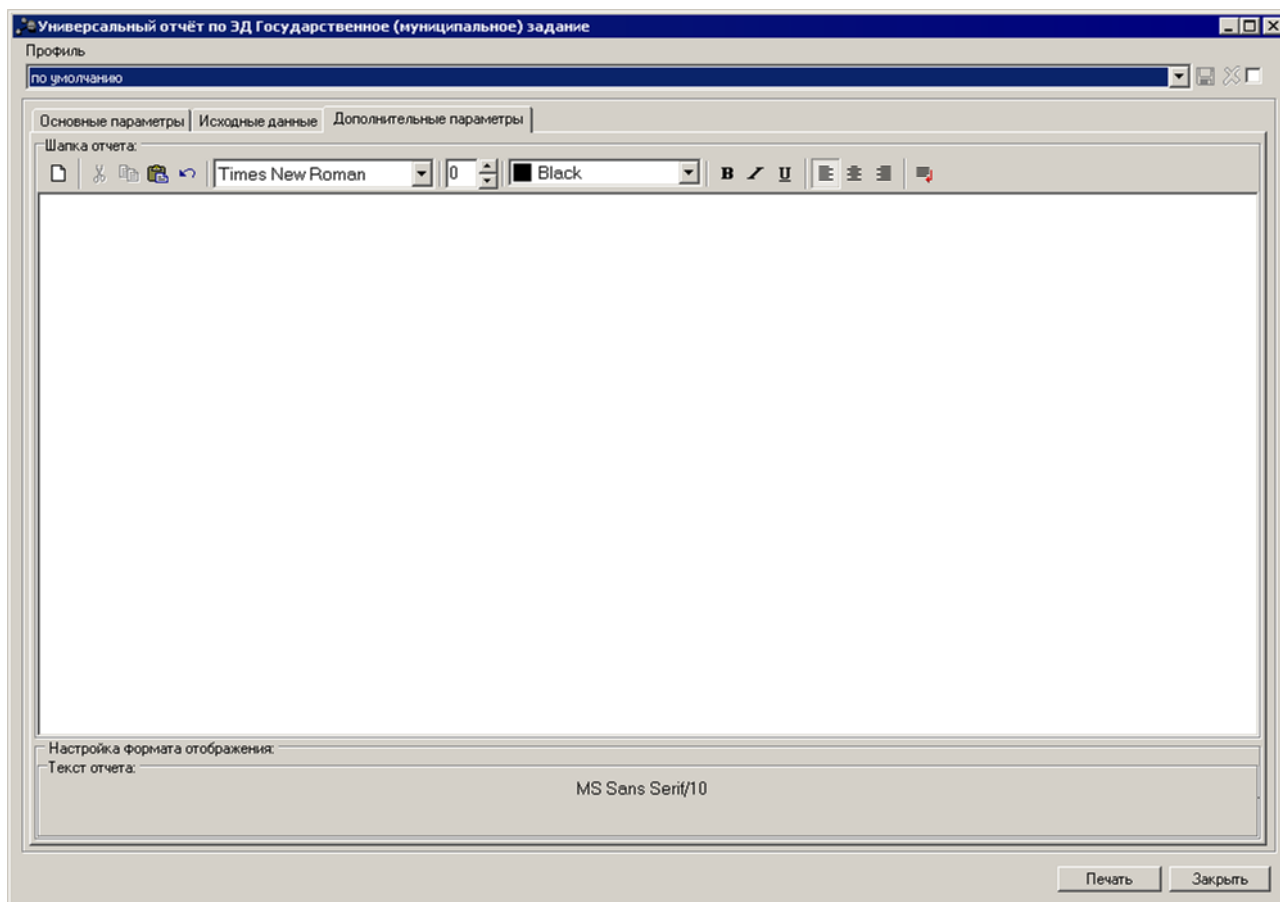 Универсальный отчёт по ЭД Государственное (муниципальное) задание
Профиль
по умолчанию
Основные параметры Исходные данные Дополнительные параметры
Шапка отчета:
Times New Roman 0 Black B I U
Настройка формата отображения:
Текст отчета:
MS Sans Serif/10
Печать Закрыть